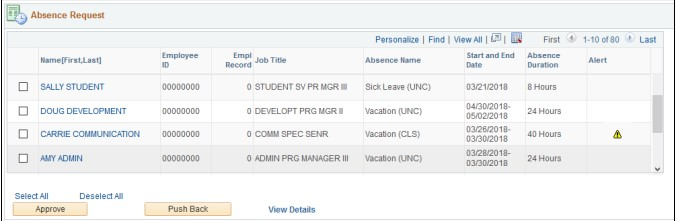 Absence Request
Personalize | Find | View All | | First 1-10 of 80 Last
Name[First,Last] Employee ID Empl Record Job Title Absence Name Start and End Date Absence Duration Alert
SALLY STUDENT 00000000 0 STUDENT SV PR MGR III Sick Leave (UNC) 03/21/2018 8 Hours
DOUG DEVELOPMENT 00000000 0 DEVELOPT PRG MGR II Vacation (UNC) 04/30/2018-05/02/2018 24 Hours
CARRIE COMMUNICATION 00000000 0 COMM SPEC SENR Vacation (CLS) 03/26/2018-03/30/2018 40 Hours
AMY ADMIN 00000000 0 ADMIN PRG MANAGER III Vacation (UNC) 03/28/2018-03/30/2018 24 Hours
Select All Deselect All
Approve Push Back View Details